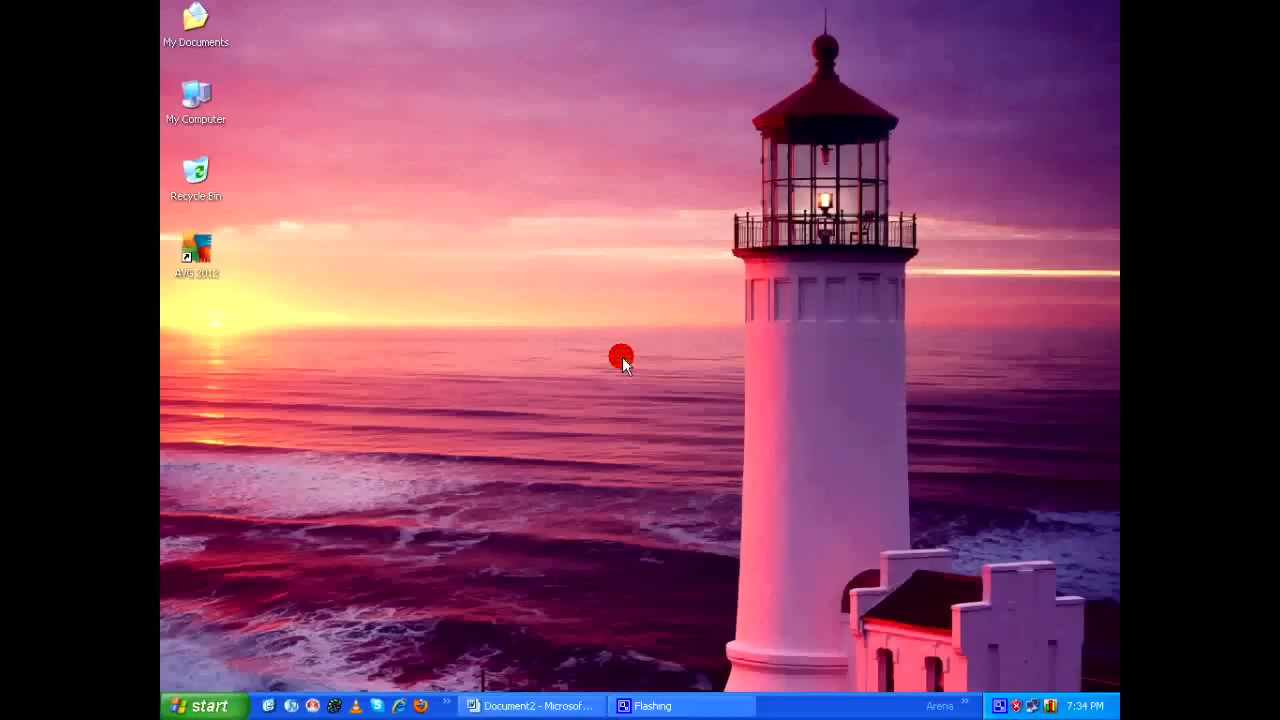 My Documents
My Computer
Recycle Bin
AVG 2012
start
Document2 - Microsof...
Flashing
Arena
7:34 PM